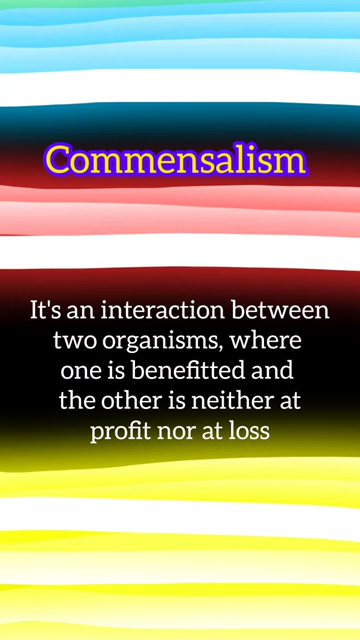 Commensalism
It's an interaction between
two organisms, where
one is benefitted and
the other is neither at
profit nor at loss